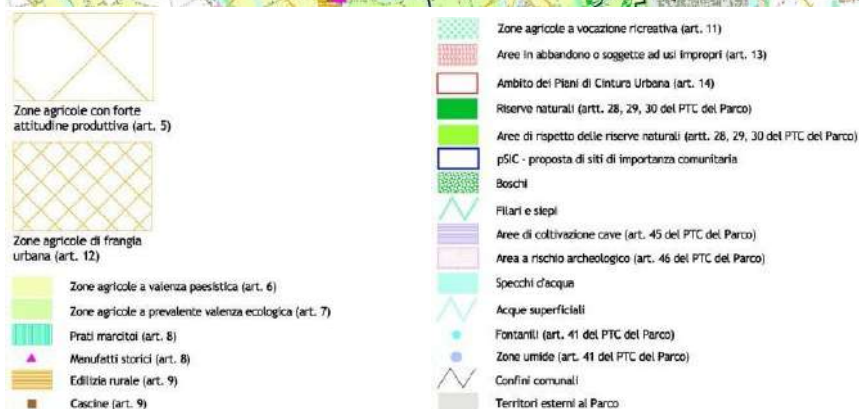 Zone agricole con forte
attitudine produttiva (art. 5)
Zone agricole di frangia
urbana (art. 12)
Zone agricole a valenza paesistica (art. 6)
Zone agricole a prevalente valenza ecologica (art. 7)
Prati marcitoi (art. 8)
Manufatti storici (art. 8)
Edilizia rurale (art. 9)
Cascine (art. 9)
Zone agricole a vocazione ricreativa (art. 11)
Aree in abbandono o soggette ad usi impropri (art. 13)
Ambito dei Piani di Cintura Urbana (art. 14)
Riserve naturali (artt. 28, 29, 30 del PTC del Parco)
Aree di rispetto delle riserve naturali (artt. 28, 29, 30 del PTC del Parco)
pSIC - proposta di siti di importanza comunitaria
Boschi
Filari e siepi
Aree di coltivazione cave (art. 45 del PTC del Parco)
Area a rischio archeologico (art. 46 del PTC del Parco)
Specchi d'acqua
Acque superficiali
Fontanili (art. 41 del PTC del Parco)
Zone umide (art. 41 del PTC del Parco)
Confini comunali
Territori esterni al Parco